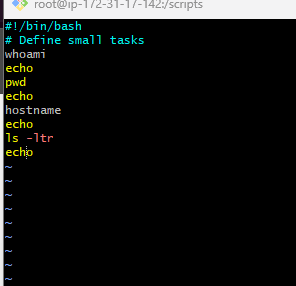 root@ip-172-31-17-142:/scripts
#!/bin/bash
# Define small tasks
whoami
echo
pwd
echo
hostname
echo
ls -ltr
echo
~
~
~
~
~
~
~
~
~